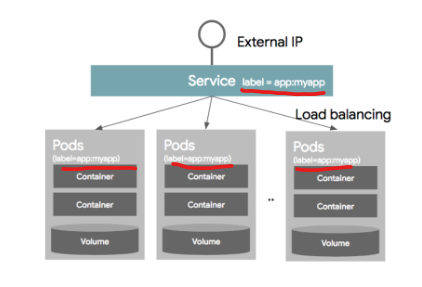 External IP
Service label = app:myapp
Load balancing
Pods
(label=app:myapp)
Container
Container
Volume
Pods
(label=app:myapp)
Container
Container
Volume
..
Pods
(label=app:myapp)
Container
Container
Volume